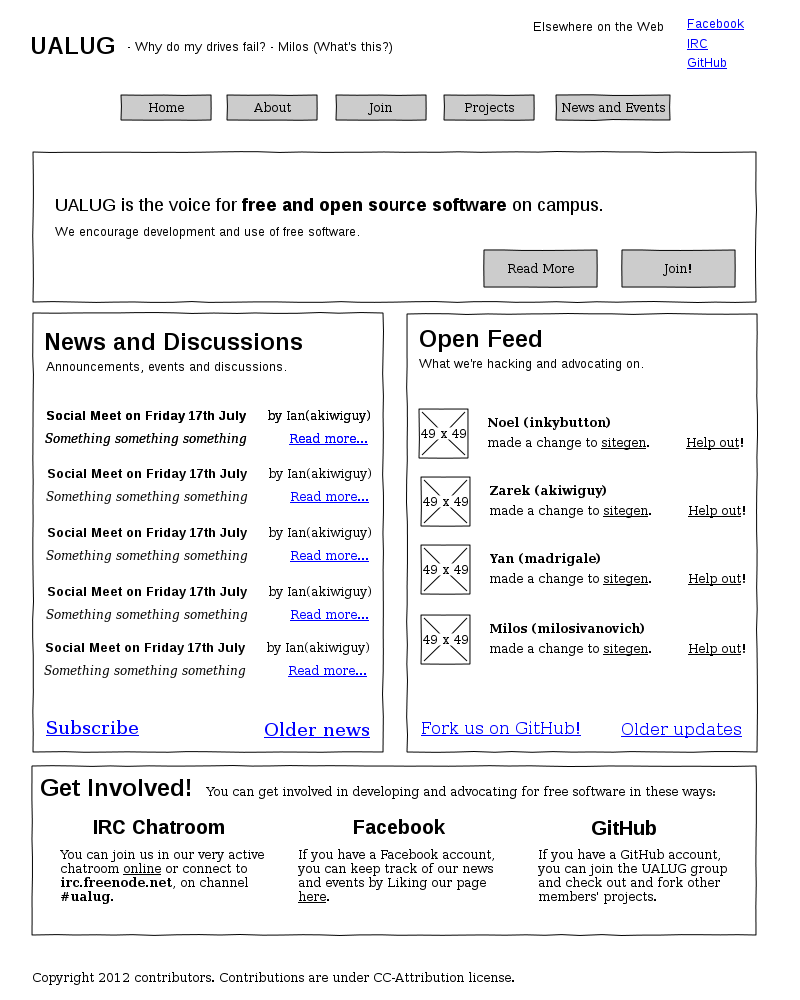 UALUG - Why do my drives fail? - Milos (What's this?)
Elsewhere on the Web
Facebook
IRC
GitHub
Home
About
Join
Projects
News and Events
UALUG is the voice for free and open source software on campus.
We encourage development and use of free software.
Read More
Join!
News and Discussions
Announcements, events and discussions.
Social Meet on Friday 17th July by Ian(akiwiguy)
Something something something Read more...
Social Meet on Friday 17th July by Ian(akiwiguy)
Something something something Read more...
Social Meet on Friday 17th July by Ian(akiwiguy)
Something something something Read more...
Social Meet on Friday 17th July by Ian(akiwiguy)
Something something something Read more...
Social Meet on Friday 17th July by Ian(akiwiguy)
Something something something Read more...
Subscribe
Older news
Open Feed
What we're hacking and advocating on.
49 x 49
Noel (inkybutton)
made a change to sitegen. Help out!
49 x 49
Zarek (akiwiguy)
made a change to sitegen. Help out!
49 x 49
Yan (madrigale)
made a change to sitegen. Help out!
49 x 49
Milos (milosivanovich)
made a change to sitegen. Help out!
Fork us on GitHub!
Older updates
Get Involved! You can get involved in developing and advocating for free software in these ways:
IRC Chatroom
You can join us in our very active
chatroom online or connect to
irc.freenode.net, on channel
#ualug.
Facebook
If you have a Facebook account,
you can keep track of our news
and events by Liking our page
here.
GitHub
If you have a GitHub account,
you can join the UALUG group
and check out and fork other
members' projects.
Copyright 2012 contributors. Contributions are under CC-Attribution license.